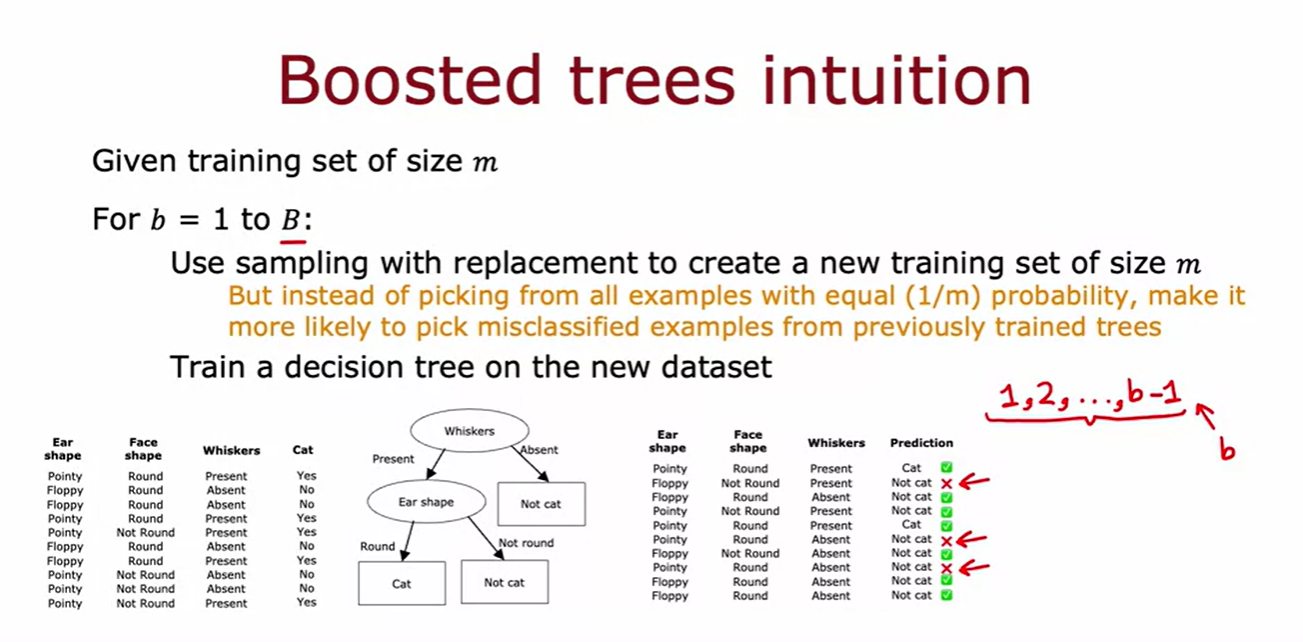 Boosted trees intuition
Given training set of size m
For b = 1 to B:
Use sampling with replacement to create a new training set of size m
But instead of picking from all examples with equal (1/m) probability, make it
more likely to pick misclassified examples from previously trained trees
Train a decision tree on the new dataset
1,2,...,b-1
b
Ear shape Face shape Whiskers Cat
Pointy Round Present Yes
Floppy Round Absent No
Floppy Round Absent No
Pointy Round Present Yes
Pointy Not Round Present Yes
Floppy Round Absent No
Floppy Round Present Yes
Pointy Not Round Absent No
Pointy Not Round Absent No
Pointy Not Round Present Yes
Whiskers
Present
Absent
Ear shape
Not cat
Round
Not round
Cat
Not cat
Ear shape Face shape Whiskers Prediction
Pointy Round Present Cat ✅
Floppy Not Round Present Not cat ✗
Floppy Round Absent Not cat ✅
Pointy Not Round Present Not cat ✅
Pointy Round Present Cat ✅
Pointy Round Absent Not cat ✗
Floppy Not Round Absent Not cat ✅
Pointy Round Absent Not cat ✗
Floppy Round Absent Not cat ✅
Floppy Round Absent Not cat ✅